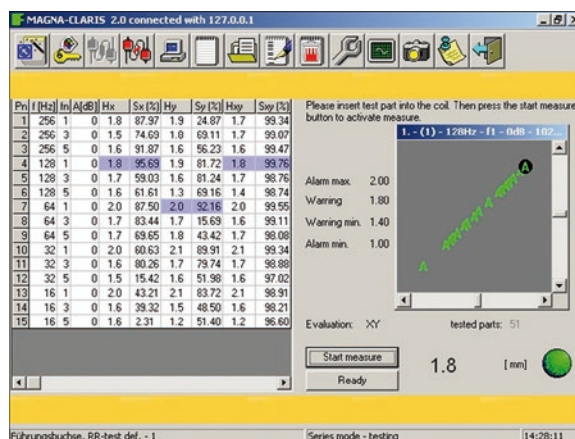 MAGNA-CLARIS 2.0 connected with 127.0.0.1
Pn f [Hz] fn A[dB] Hx Sx [%] Hy Sy [%] Hxy Sxy [%]
1 256 1 0 1.8 87.97 1.9 24.87 1.7 99.34
2 256 3 0 1.5 74.69 1.8 69.11 1.7 99.07
3 256 5 0 1.6 91.87 1.6 56.23 1.6 99.47
4 128 1 0 1.8 95.69 1.9 81.72 1.8 99.76
5 128 3 0 1.7 59.03 1.6 81.24 1.7 98.76
6 128 5 0 1.6 61.61 1.3 69.16 1.4 98.74
7 64 1 0 2.0 87.50 2.0 92.16 2.0 99.55
8 64 3 0 1.7 83.44 1.7 15.69 1.6 99.11
9 64 5 0 1.7 69.65 1.8 43.42 1.7 98.08
10 32 1 0 2.0 60.63 2.1 89.91 2.0 99.34
11 32 3 0 1.6 80.26 1.7 79.74 1.7 98.88
12 32 5 0 1.5 15.42 1.6 51.98 1.6 97.02
13 16 1 0 2.0 43.21 2.1 83.72 2.1 98.91
14 16 3 0 1.6 39.32 1.5 48.50 1.6 98.21
15 16 5 0 1.6 2.31 1.2 51.40 1.2 96.60
Please insert test part into the coil. Then press the start measure
button to activate measure.
1. - (1) - 128Hz - f1 - 0dB - 102...
A
Alarm max. 2.00
Warring 1.80
Warring min. 1.40
Alarm min. 1.00
A
Evaluation: XY tested parts: 51
Start measure
1.8 [mm]
Ready
Führungsbuchse, RR-test def. - 1
Series mode - testing
14:28:11